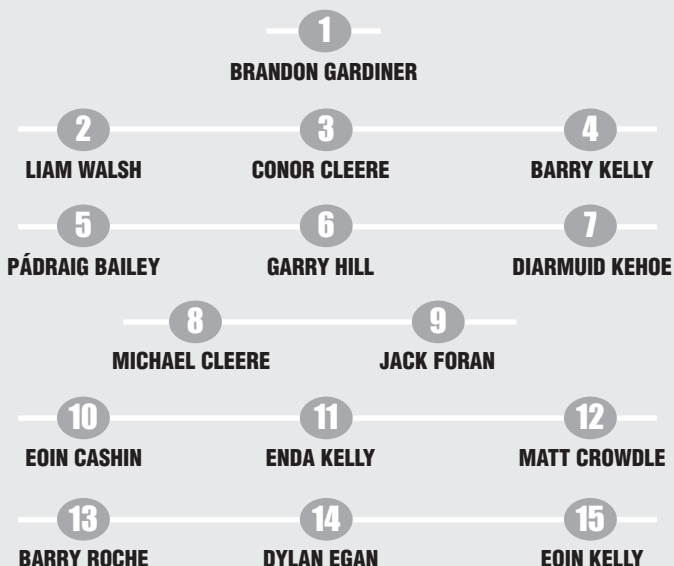 1
BRANDON GARDINER
2 3 4
LIAM WALSH CONOR CLEERE BARRY KELLY
5 6 7
PÁDRAIG BAILEY GARRY HILL DIARMUID KEHOE
8 9
MICHAEL CLEERE JACK FORAN
10 11 12
EOIN CASHIN ENDA KELLY MATT CROWDLE
13 14 15
BARRY ROCHE DYLAN EGAN EOIN KELLY